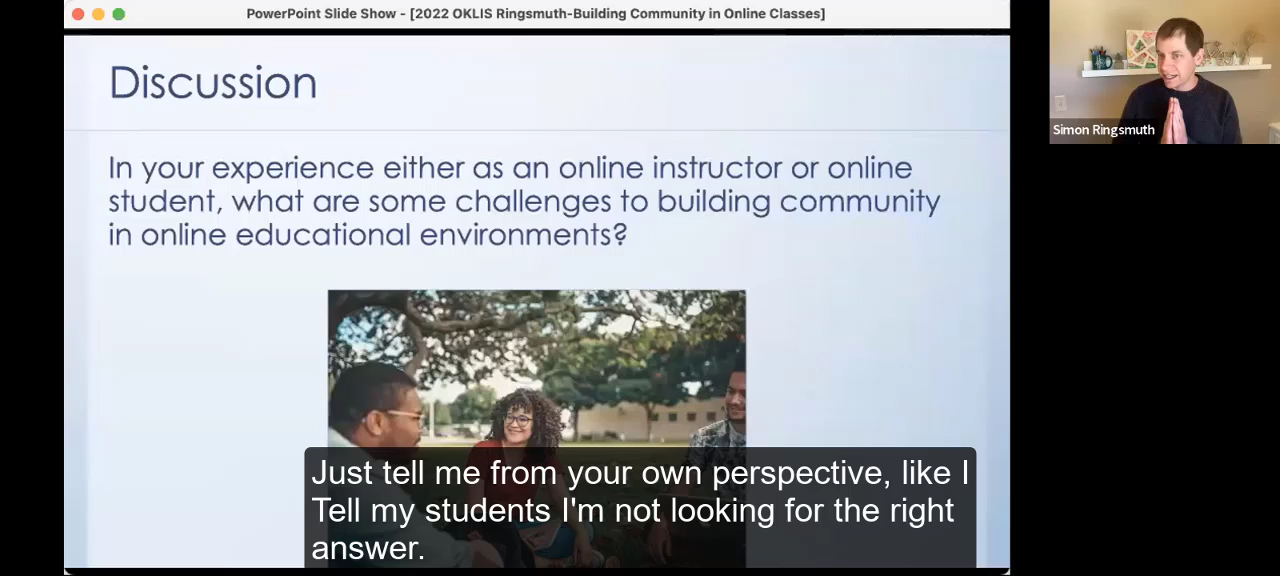 PowerPoint Slide Show - [2022 OKLIS Ringsmuth-Building Community in Online Classes]
Discussion
In your experience either as an online instructor or online
student, what are some challenges to building community
in online educational environments?
Simon Ringsmuth
Just tell me from your own perspective, like I
Tell my students I'm not looking for the right
answer.